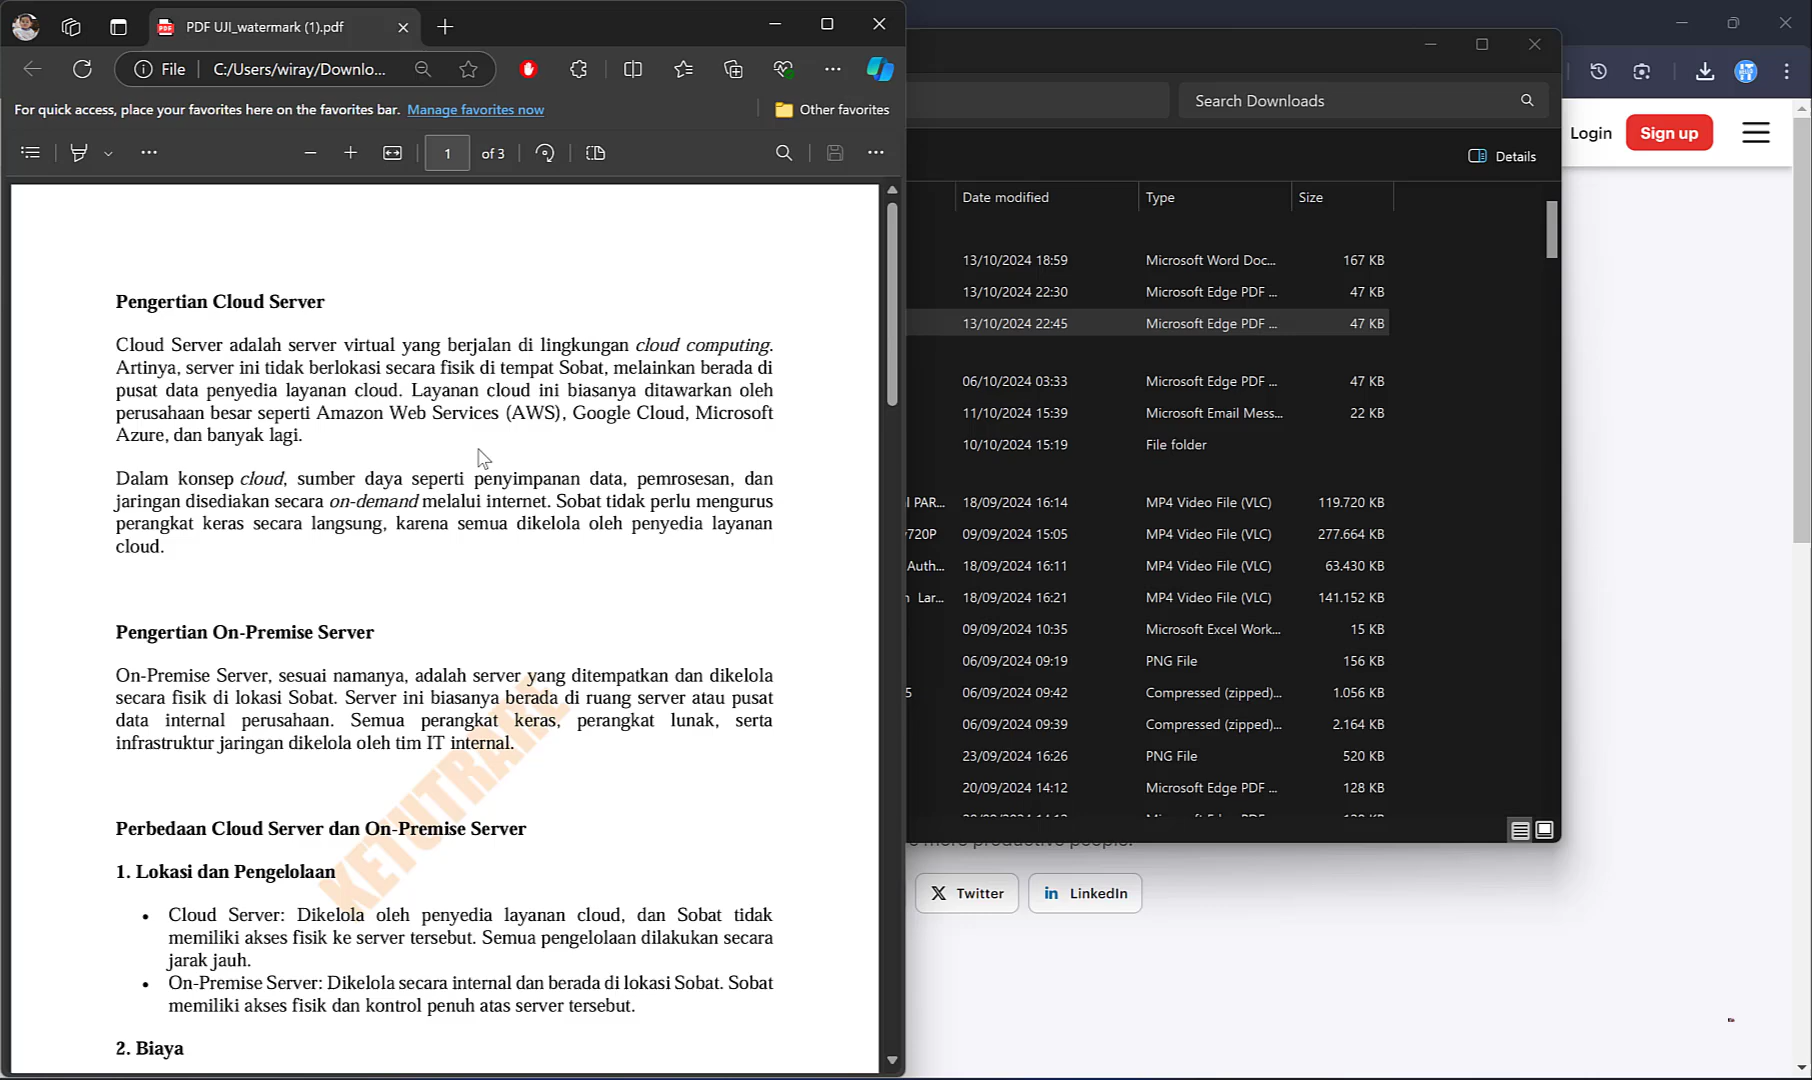 PDF UJI_watermark (1).pdf
File
C:/Users/wiray/Downlo...
For quick access, place your favorites here on the favorites bar. Manage favorites now
Other favorites
1 of 3
Pengertian Cloud Server
Cloud Server adalah server virtual yang berjalan di lingkungan cloud computing.
Artinya, server ini tidak berlokasi secara fisik di tempat Sobat, melainkan berada di
pusat data penyedia layanan cloud. Layanan cloud ini biasanya ditawarkan oleh
perusahaan besar seperti Amazon Web Services (AWS), Google Cloud, Microsoft
Azure, dan banyak lagi.
Dalam konsep cloud, sumber daya seperti penyimpanan data, pemrosesan, dan
jaringan disediakan secara on-demand melalui internet. Sobat tidak perlu mengurus
perangkat keras secara langsung, karena semua dikelola oleh penyedia layanan
cloud.
Pengertian On-Premise Server
On-Premise Server, sesuai namanya, adalah server yang ditempatkan dan dikelola
secara fisik di lokasi Sobat. Server ini biasanya berada di ruang server atau pusat
data internal perusahaan. Semua perangkat keras, perangkat lunak, serta
infrastruktur jaringan dikelola oleh tim IT internal.
KETUTRARE
Perbedaan Cloud Server dan On-Premise Server
1. Lokasi dan Pengelolaan
• Cloud Server: Dikelola oleh penyedia layanan cloud, dan Sobat tidak
memiliki akses fisik ke server tersebut. Semua pengelolaan dilakukan secara
jarak jauh.
• On-Premise Server: Dikelola secara internal dan berada di lokasi Sobat. Sobat
memiliki akses fisik dan kontrol penuh atas server tersebut.
2. Biaya
Search Downloads
Details
Date modified Type Size
13/10/2024 18:59 Microsoft Word Doc... 167 KB
13/10/2024 22:30 Microsoft Edge PDF ... 47 KB
13/10/2024 22:45 Microsoft Edge PDF ... 47 KB
06/10/2024 03:33 Microsoft Edge PDF ... 47 KB
11/10/2024 15:39 Microsoft Email Mess... 22 KB
10/10/2024 15:19 File folder
l PAR... 18/09/2024 16:14 MP4 Video File (VLC) 119.720 KB
720P 09/09/2024 15:05 MP4 Video File (VLC) 277.664 KB
Auth... 18/09/2024 16:11 MP4 Video File (VLC) 63.430 KB
Lar... 18/09/2024 16:21 MP4 Video File (VLC) 141.152 KB
09/09/2024 10:35 Microsoft Excel Work... 15 KB
06/09/2024 09:19 PNG File 156 KB
5 06/09/2024 09:42 Compressed (zipped)... 1.056 KB
06/09/2024 09:39 Compressed (zipped)... 2.164 KB
23/09/2024 16:26 PNG File 520 KB
20/09/2024 14:12 Microsoft Edge PDF ... 128 KB
Login
Sign up
more productive people.
Twitter
LinkedIn